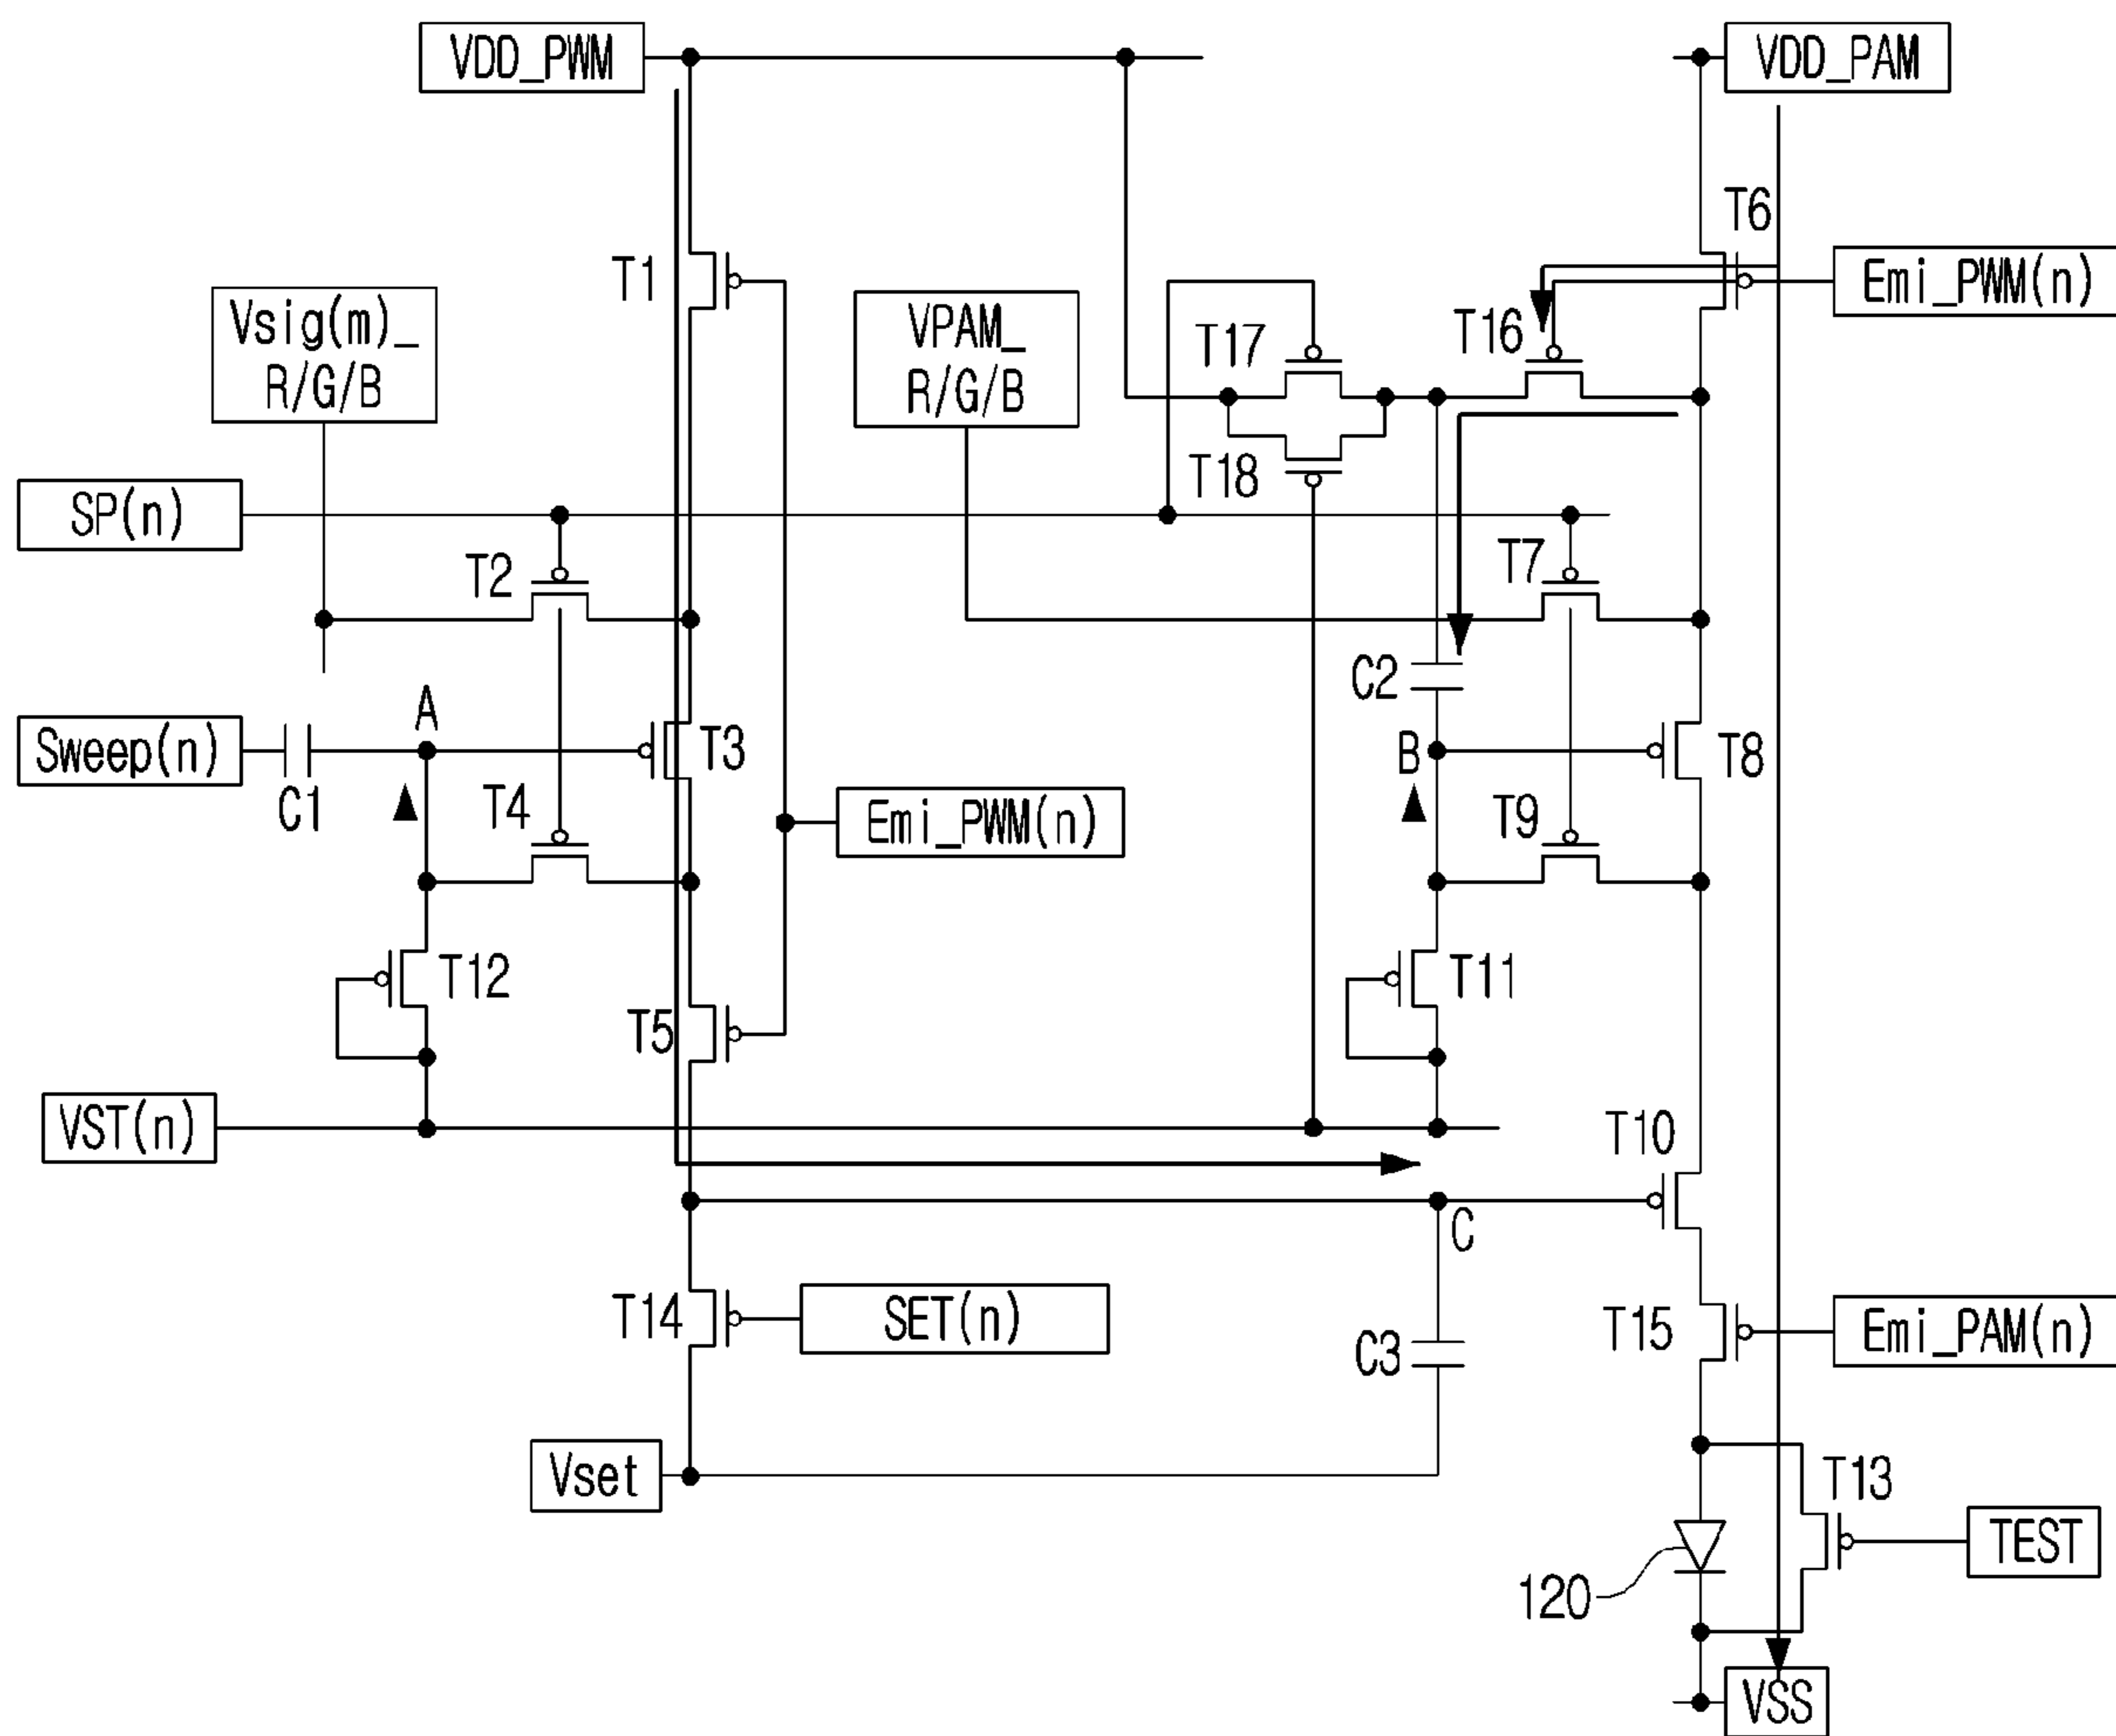 VDD_PWM
VDD_PAM
T6
T1
Emi_PWM(n)
Vsig(m)_
R/G/B
VPAM_
R/G/B
T17
T16
T18
SP(n)
T2
T7
C2
A
Sweep(n)
T3
B
T8
C1
T4
Emi_PWM(n)
T9
T12
T11
T5
VST(n)
T10
C
T14
SET(n)
C3
T15
Emi_PAM(n)
Vset
T13
TEST
120
VSS